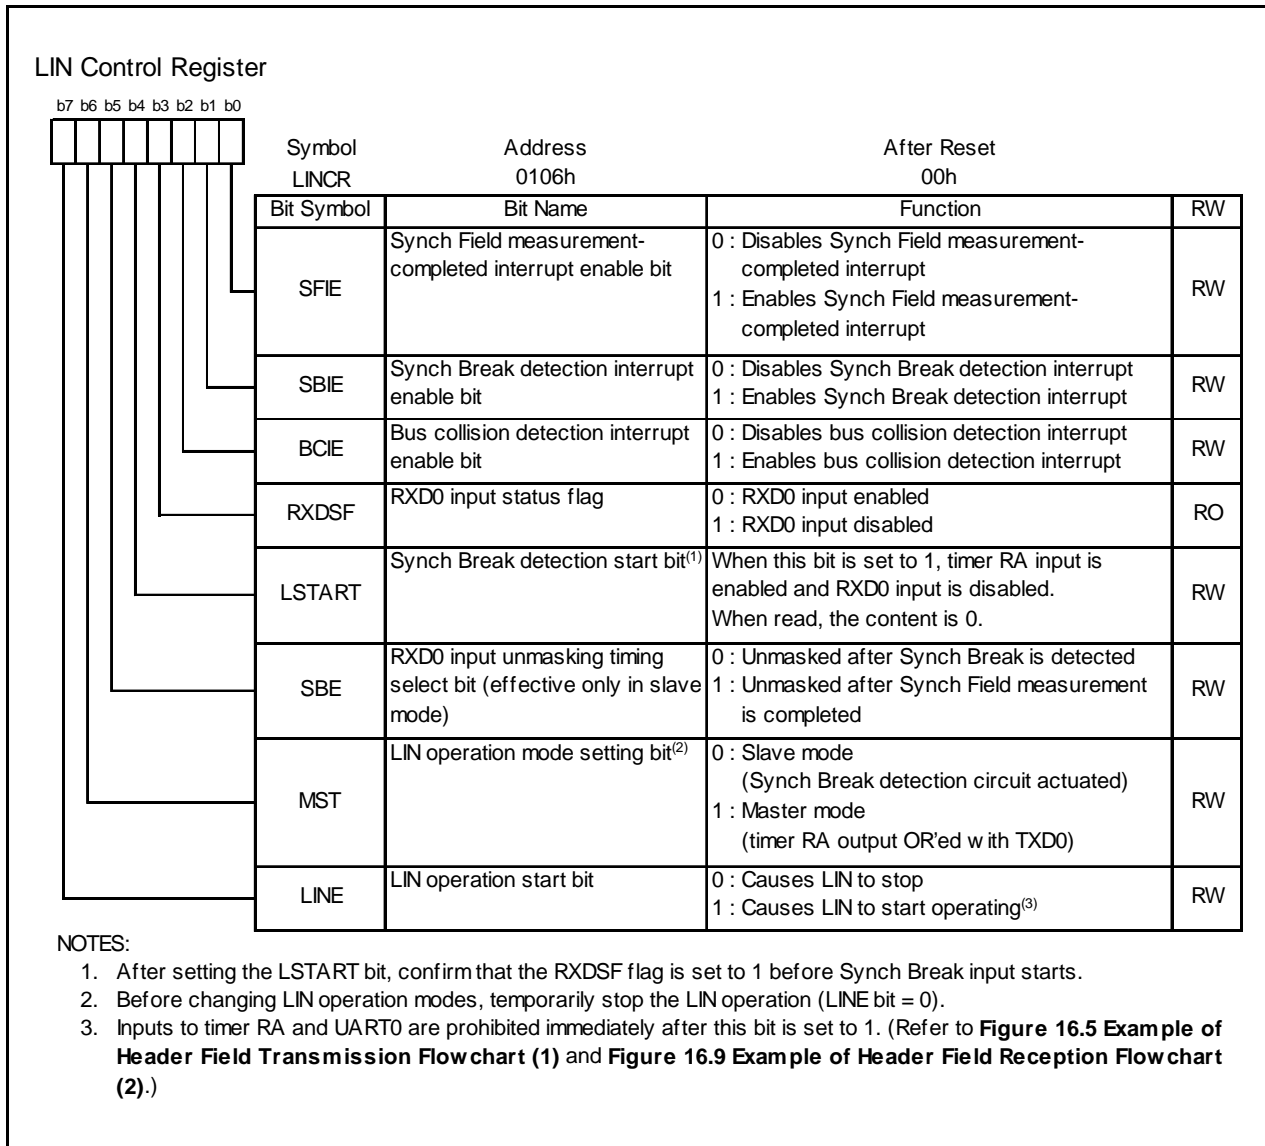 LIN Control Register
b7 b6 b5 b4 b3 b2 b1 b0
Symbol Address After Reset
LINCR 0106h 00h
Bit Symbol Bit Name Function RW
SFIE
Synch Field measurement-
completed interrupt enable bit
0 : Disables Synch Field measurement-
completed interrupt
1 : Enables Synch Field measurement-
completed interrupt
RW
SBIE
Synch Break detection interrupt
enable bit
0 : Disables Synch Break detection interrupt
1 : Enables Synch Break detection interrupt
RW
BCIE
Bus collision detection interrupt
enable bit
0 : Disables bus collision detection interrupt
1 : Enables bus collision detection interrupt
RW
RXDSF
RXD0 input status flag
0 : RXD0 input enabled
1 : RXD0 input disabled
RO
LSTART
Synch Break detection start bit(1)
When this bit is set to 1, timer RA input is
enabled and RXD0 input is disabled.
When read, the content is 0.
RW
SBE
RXD0 input unmasking timing
select bit (effective only in slave
mode)
0 : Unmasked after Synch Break is detected
1 : Unmasked after Synch Field measurement
is completed
RW
MST
LIN operation mode setting bit(2)
0 : Slave mode
(Synch Break detection circuit actuated)
1 : Master mode
(timer RA output OR'ed with TXD0)
RW
LINE
LIN operation start bit
0 : Causes LIN to stop
1 : Causes LIN to start operating(3)
RW
NOTES:
1. After setting the LSTART bit, confirm that the RXDSF flag is set to 1 before Synch Break input starts.
2. Before changing LIN operation modes, temporarily stop the LIN operation (LINE bit = 0).
3. Inputs to timer RA and UART0 are prohibited immediately after this bit is set to 1. (Refer to Figure 16.5 Example of
Header Field Transmission Flowchart (1) and Figure 16.9 Example of Header Field Reception Flowchart
(2).)